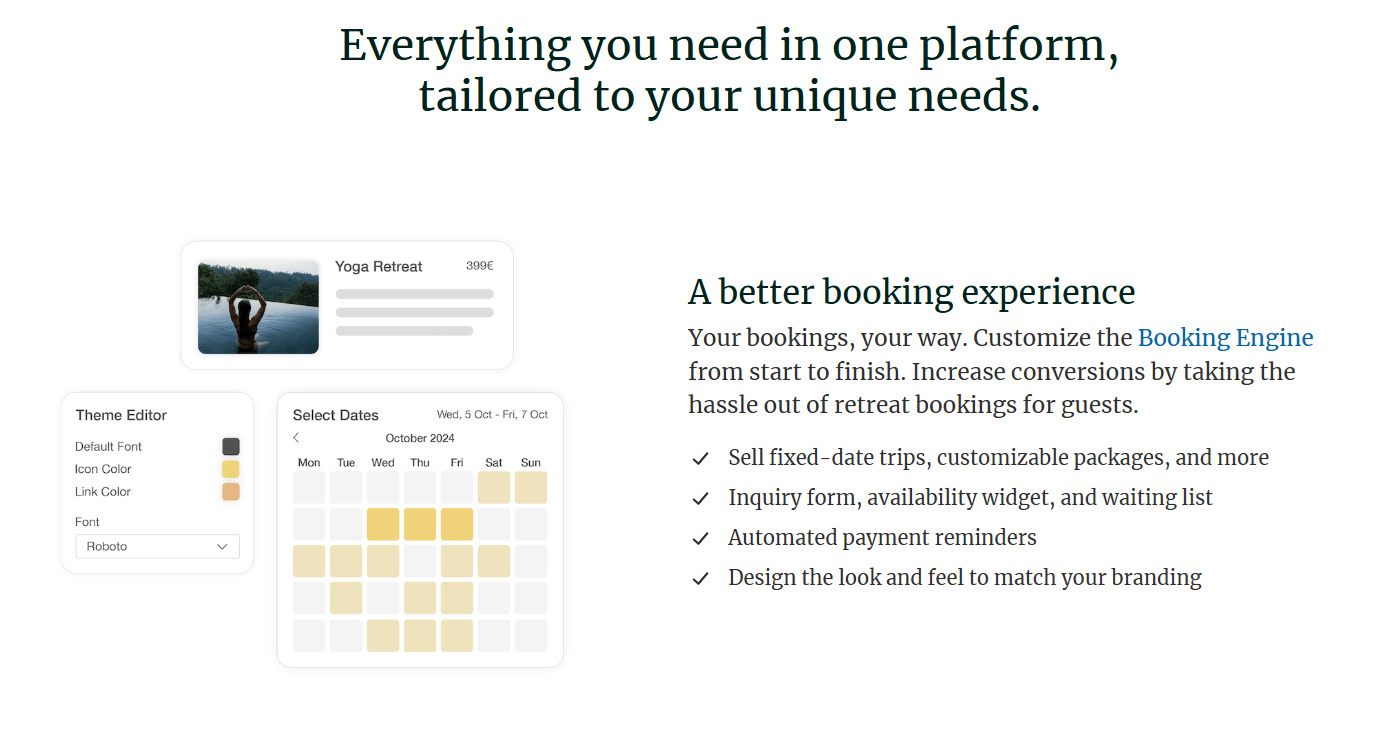 Everything you need in one platform,
tailored to your unique needs.
Yoga Retreat 399€
Theme Editor
Default Font
Icon Color
Link Color
Font
Roboto
Select Dates Wed, 5 Oct - Fri, 7 Oct
October 2024
Mon Tue Wed Thu Fri Sat Sun
A better booking experience
Your bookings, your way. Customize the Booking Engine
from start to finish. Increase conversions by taking the
hassle out of retreat bookings for guests.
Sell fixed-date trips, customizable packages, and more
Inquiry form, availability widget, and waiting list
Automated payment reminders
Design the look and feel to match your branding